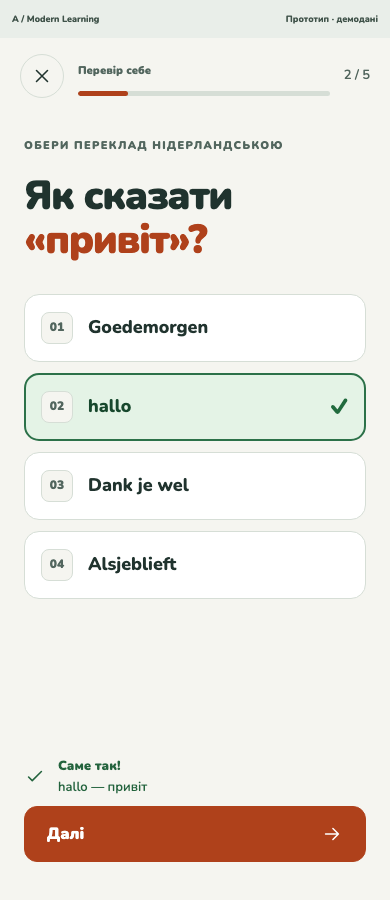 A / Modern Learning
Прототип · демодані
Перевір себе
2 / 5
ОБЕРИ ПЕРЕКЛАД НІДЕРЛАНДСЬКОЮ
Як сказати
«привіт»?
01 Goedemorgen
02 hallo
03 Dank je wel
04 Alsjeblieft
Саме так!
hallo — привіт
Далі